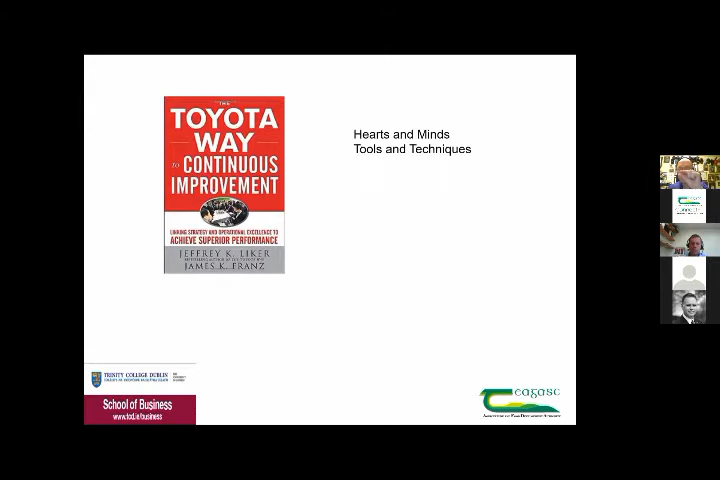 THE
TOYOTA
WAY
to CONTINUOUS
IMPROVEMENT
LINKING STRATEGY AND OPERATIONAL EXCELLENCE TO
ACHIEVE SUPERIOR PERFORMANCE
JEFFREY K. LIKER
JAMES K. FRANZ
Hearts and Minds
Tools and Techniques
TRINITY COLLEGE DUBLIN
School of Business
www.tcd.ie/business
eagasc